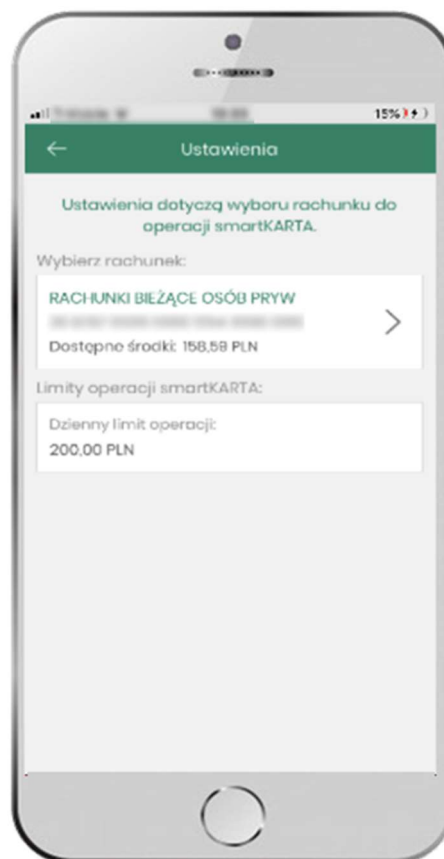 15%
Ustawienia
Ustawienia dotyczą wyboru rachunku do
operacji smartKARTA.
Wybierz rachunek:
RACHUNKI BIEŻĄCE OSÓB PRYW
Dostępne środki: 158,59 PLN
Limity operacji smartKARTA:
Dzienny limit operacji:
200,00 PLN